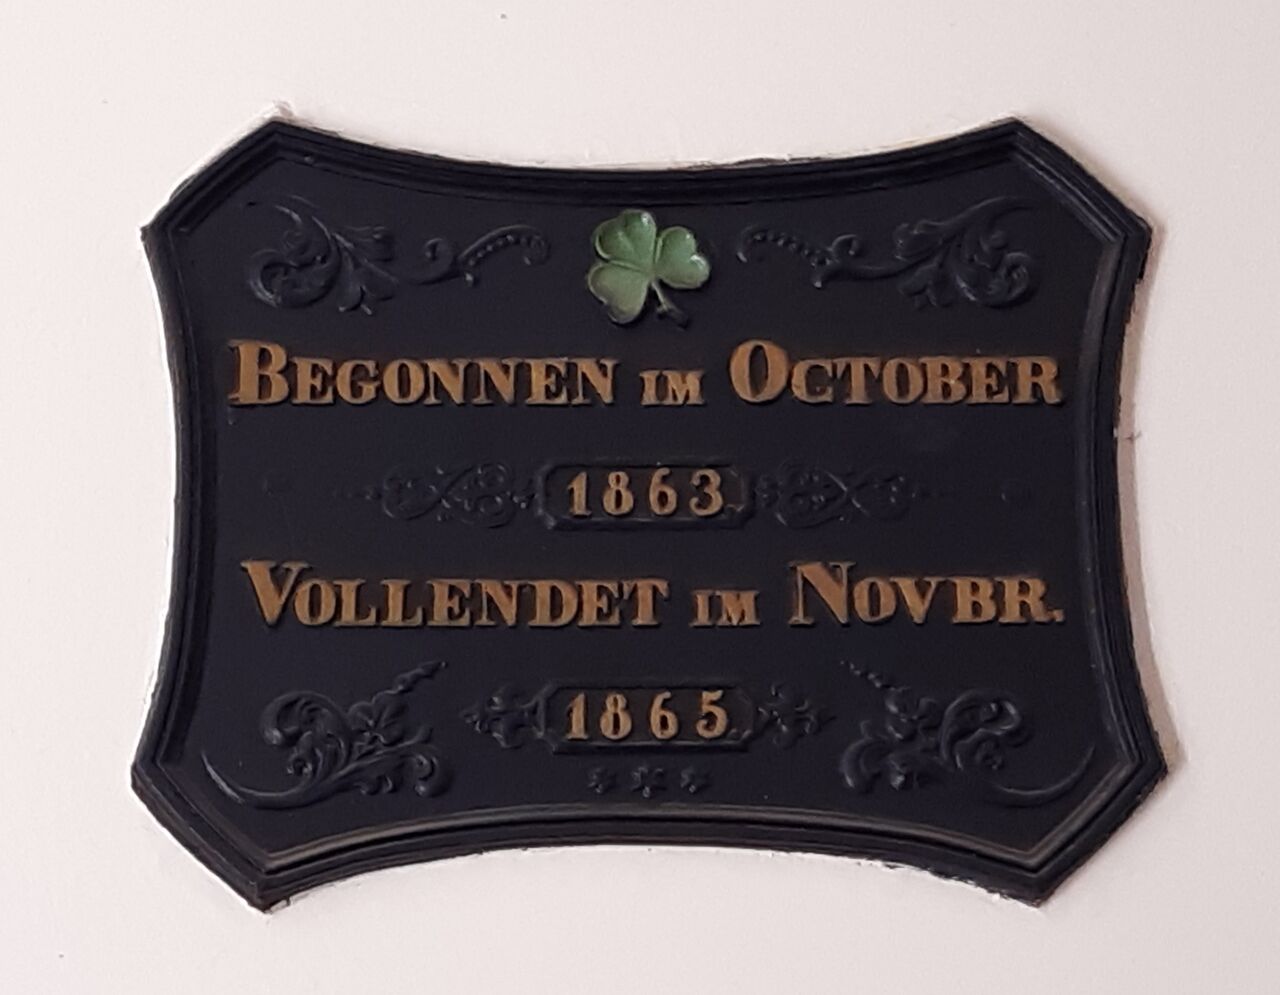 BEGONNEN IM OCTOBER
1863
VOLLENDET IM NOVBR.
1865